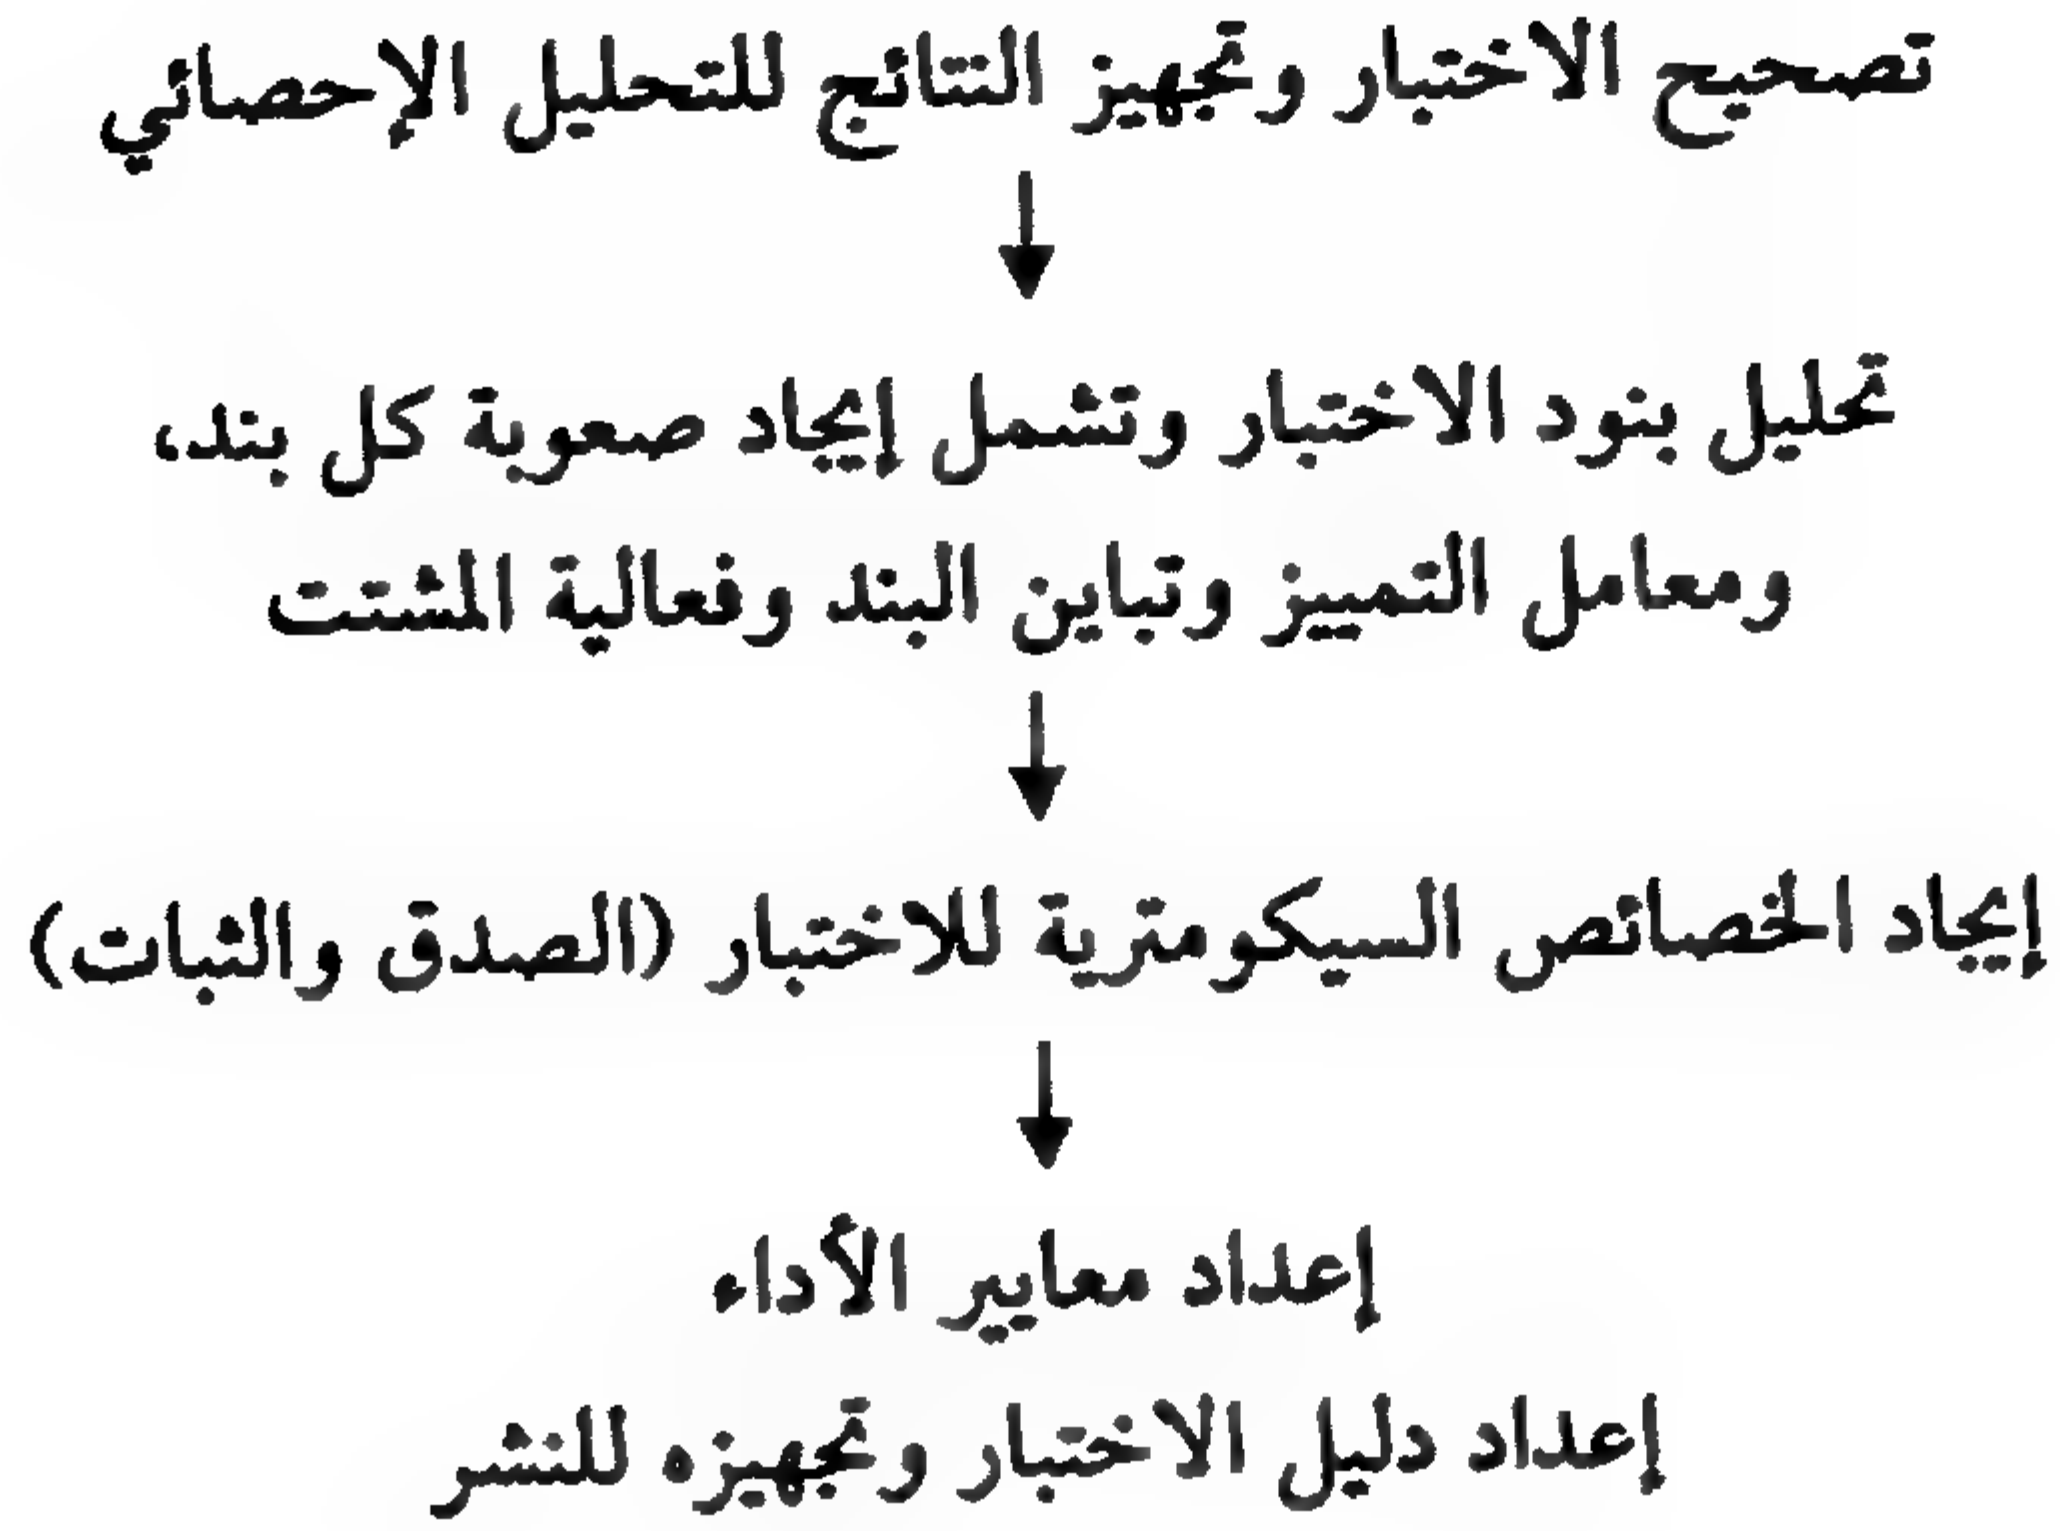 تصحيح الاختبار وتجهيز النتائج للتحليل الإحصائي
تحليل بنود الاختبار وتشمل إيجاد صعوبة كل بند،
ومعامل التمييز وتباين البند وفعالية المشتت
إيجاد الخصائص السيكومترية للاختبار (الصدق والثبات)
إعداد معايير الأداء
إعداد دليل الاختبار وتجهيزه للنشر